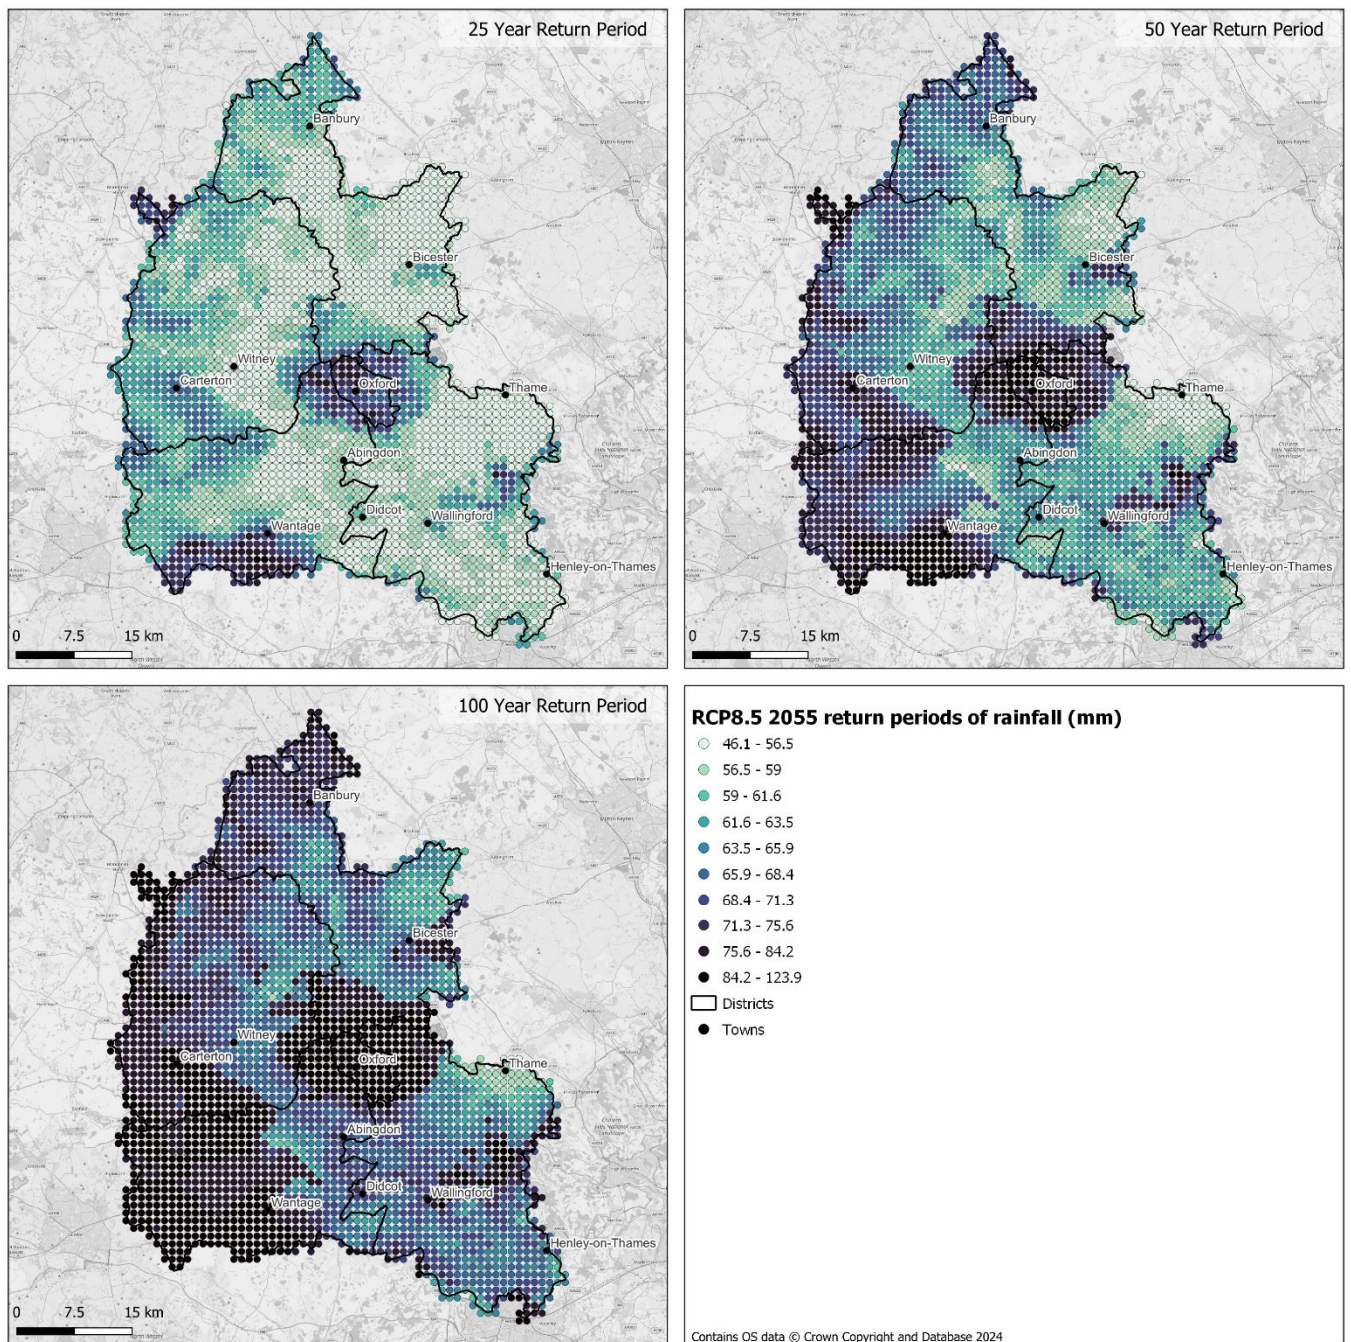 25 Year Return Period
Banbury
Bicester
Witney
Carterton
Oxford
Thame
Abingdon
Didcot
Wallingford
Wantage
Henley-on-Thames
0 7.5 15 km
50 Year Return Period
Banbury
Bicester
Witney
Carterton
Oxford
Thame
Abingdon
Didcot
Wallingford
Wantage
Henley-on-Thames
0 7.5 15 km
100 Year Return Period
Banbury
Bicester
Witney
Carterton
Oxford
Thame
Abingdon
Didcot
Wallingford
Wantage
Henley-on-Thames
0 7.5 15 km
RCP8.5 2055 return periods of rainfall (mm)
46.1 - 56.5
56.5 - 59
59 - 61.6
61.6 - 63.5
63.5 - 65.9
65.9 - 68.4
68.4 - 71.3
71.3 - 75.6
75.6 - 84.2
84.2 - 123.9
Districts
Towns
Contains OS data © Crown Copyright and Database 2024